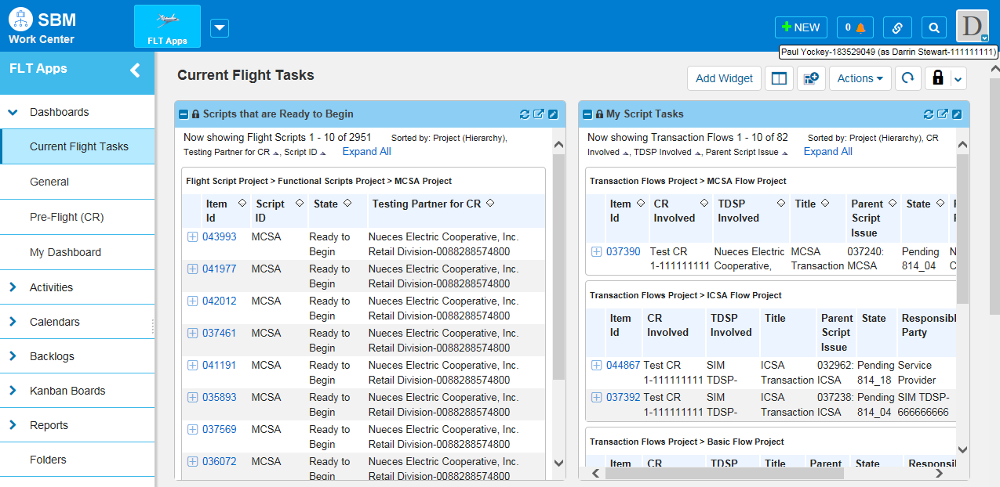 SBM
Work Center
FLT Apps
NEW
0
D
Paul Yockey-183529049 (as Darrin Stewart-111111111)
FLT Apps
Dashboards
Current Flight Tasks
General
Pre-Flight (CR)
My Dashboard
Activities
Calendars
Backlogs
Kanban Boards
Reports
Folders
Current Flight Tasks
Add Widget
Actions
Scripts that are Ready to Begin
Now showing Flight Scripts 1 - 10 of 2951 Sorted by: Project (Hierarchy),
Testing Partner for CR , Script ID Expand All
Flight Script Project > Functional Scripts Project > MCSA Project
Item Script State Testing Partner for CR
Id ID
043993 MCSA Ready to Nueces Electric Cooperative, Inc.
Begin Retail Division-0088288574800
041977 MCSA Ready to Nueces Electric Cooperative, Inc.
Begin Retail Division-0088288574800
042012 MCSA Ready to Nueces Electric Cooperative, Inc.
Begin Retail Division-0088288574800
037461 MCSA Ready to Nueces Electric Cooperative, Inc.
Begin Retail Division-0088288574800
041191 MCSA Ready to Nueces Electric Cooperative, Inc.
Begin Retail Division-0088288574800
035893 MCSA Ready to Nueces Electric Cooperative, Inc.
Begin Retail Division-0088288574800
037569 MCSA Ready to Nueces Electric Cooperative, Inc.
Begin Retail Division-0088288574800
036072 MCSA Ready to Nueces Electric Cooperative, Inc.
Begin Retail Division-0088288574800
My Script Tasks
Now showing Transaction Flows 1 - 10 of 82 Sorted by: Project (Hierarchy), CR
Involved , TDSP Involved , Parent Script Issue Expand All
Transaction Flows Project > MCSA Flow Project
Item CR TDSP Title Parent State
Id Involved Involved Script
Issue
037390 Test CR Nueces Electric MCSA 037240: Pending N
1-111111111 Cooperative, Transaction MCSA 814_04 C
Transaction Flows Project > ICSA Flow Project
Item CR TDSP Title Parent State Responsibl
Id Involved Involved Script Party
Issue
044867 Test CR SIM ICSA 032962: Pending Service
1-111111111 TDSP- Transaction ICSA 814_18 Provider
037392 Test CR SIM ICSA 037238: Pending SIM TDSP-
1-111111111 TDSP- Transaction ICSA 814_04 666666666
Transaction Flows Project > Basic Flow Project
Item CR TDSP Title Parent State Responsi